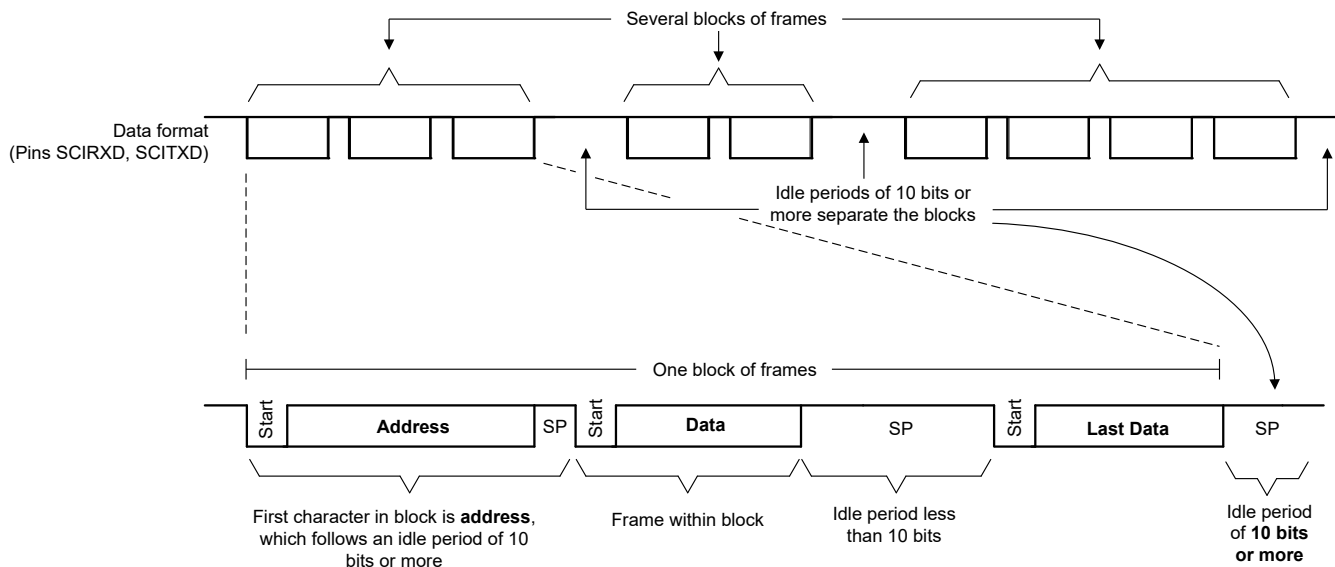 Several blocks of frames
Data format
(Pins SCIRXD, SCITXD)
Idle periods of 10 bits or
more separate the blocks
One block of frames
Start
Address
SP
Start
Data
SP
Start
Last Data
SP
First character in block is address,
which follows an idle period of 10
bits or more
Frame within block
Idle period less
than 10 bits
Idle period
of 10 bits
or more